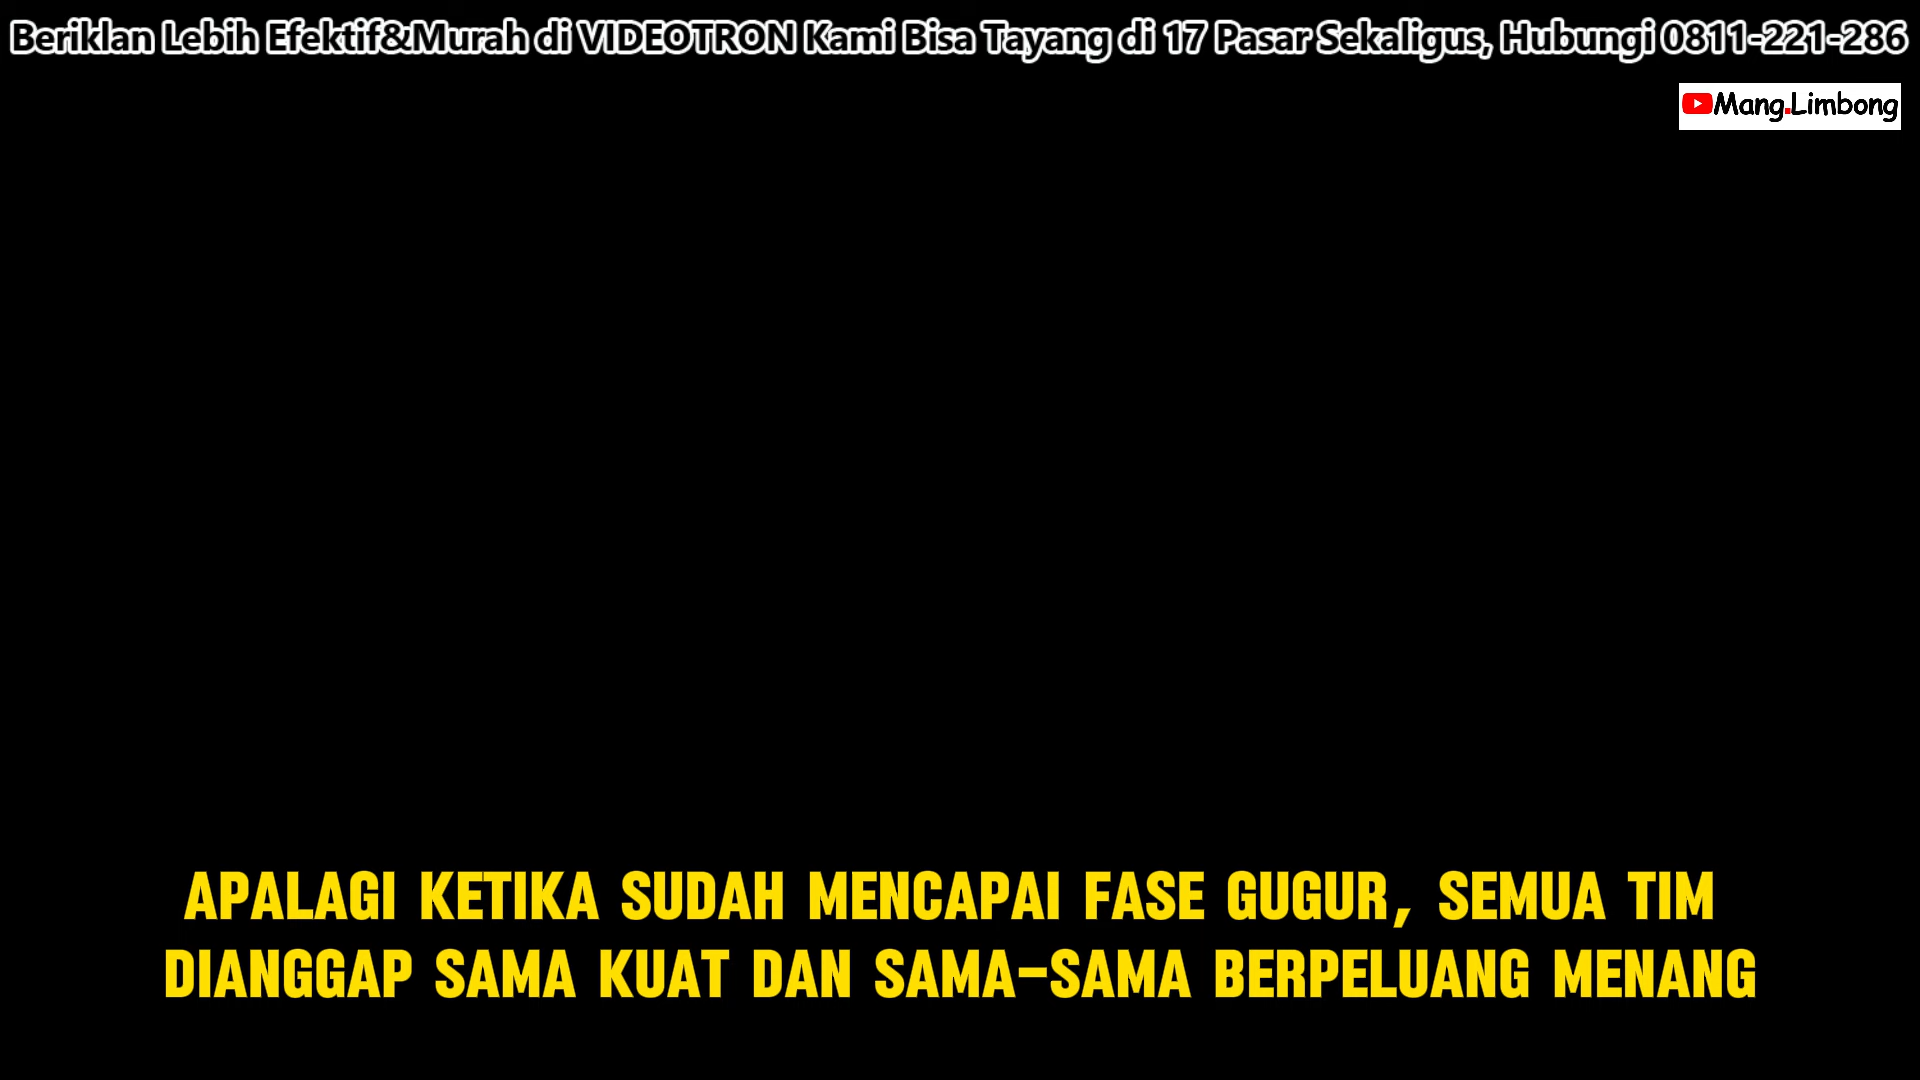 Beriklan Lebih Efektif&Murah di VIDEOTRON Kami Bisa Tayang di 17 Pasar Sekaligus, Hubungi 0811-221-286
Mang.Limbong
APALAGI KETIKA SUDAH MENCAPAI FASE GUGUR, SEMUA TIM
DIANGGAP SAMA KUAT DAN SAMA-SAMA BERPELUANG MENANG